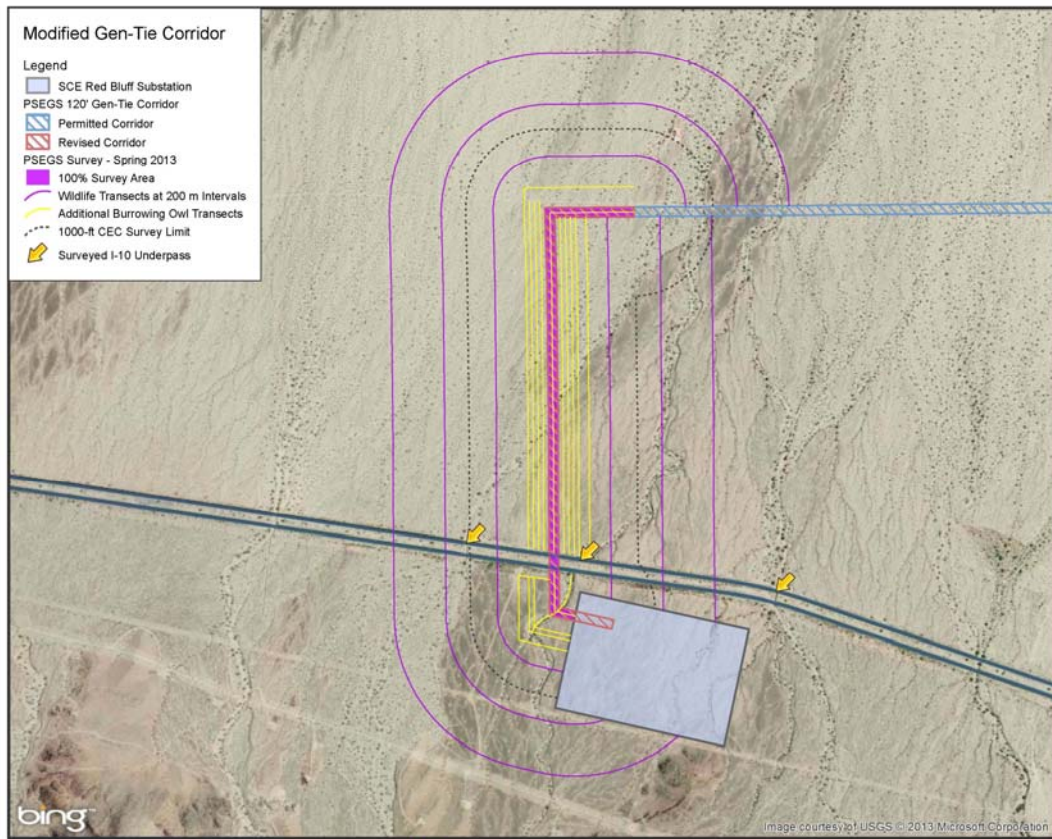 Modified Gen-Tie Corridor
Legend
SCE Red Bluff Substation
PSEGS 120' Gen-Tie Corridor
Permitted Corridor
Revised Corridor
PSEGS Survey - Spring 2013
100% Survey Area
Wildlife Transects at 200 m Intervals
Additional Burrowing Owl Transects
1000-ft CEC Survey Limit
Surveyed I-10 Underpass
bing™
Image courtesy of USGS © 2013 Microsoft Corporation